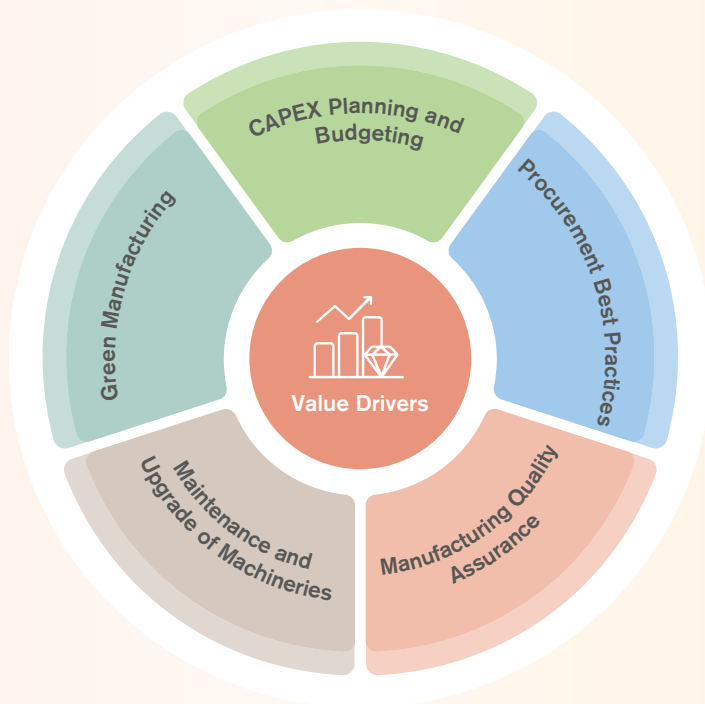 CAPEX Planning and
Budgeting
Procurement Best Practices
Manufacturing Quality
Assurance
Maintenance and
Upgrade of Machineries
Green Manufacturing
Value Drivers